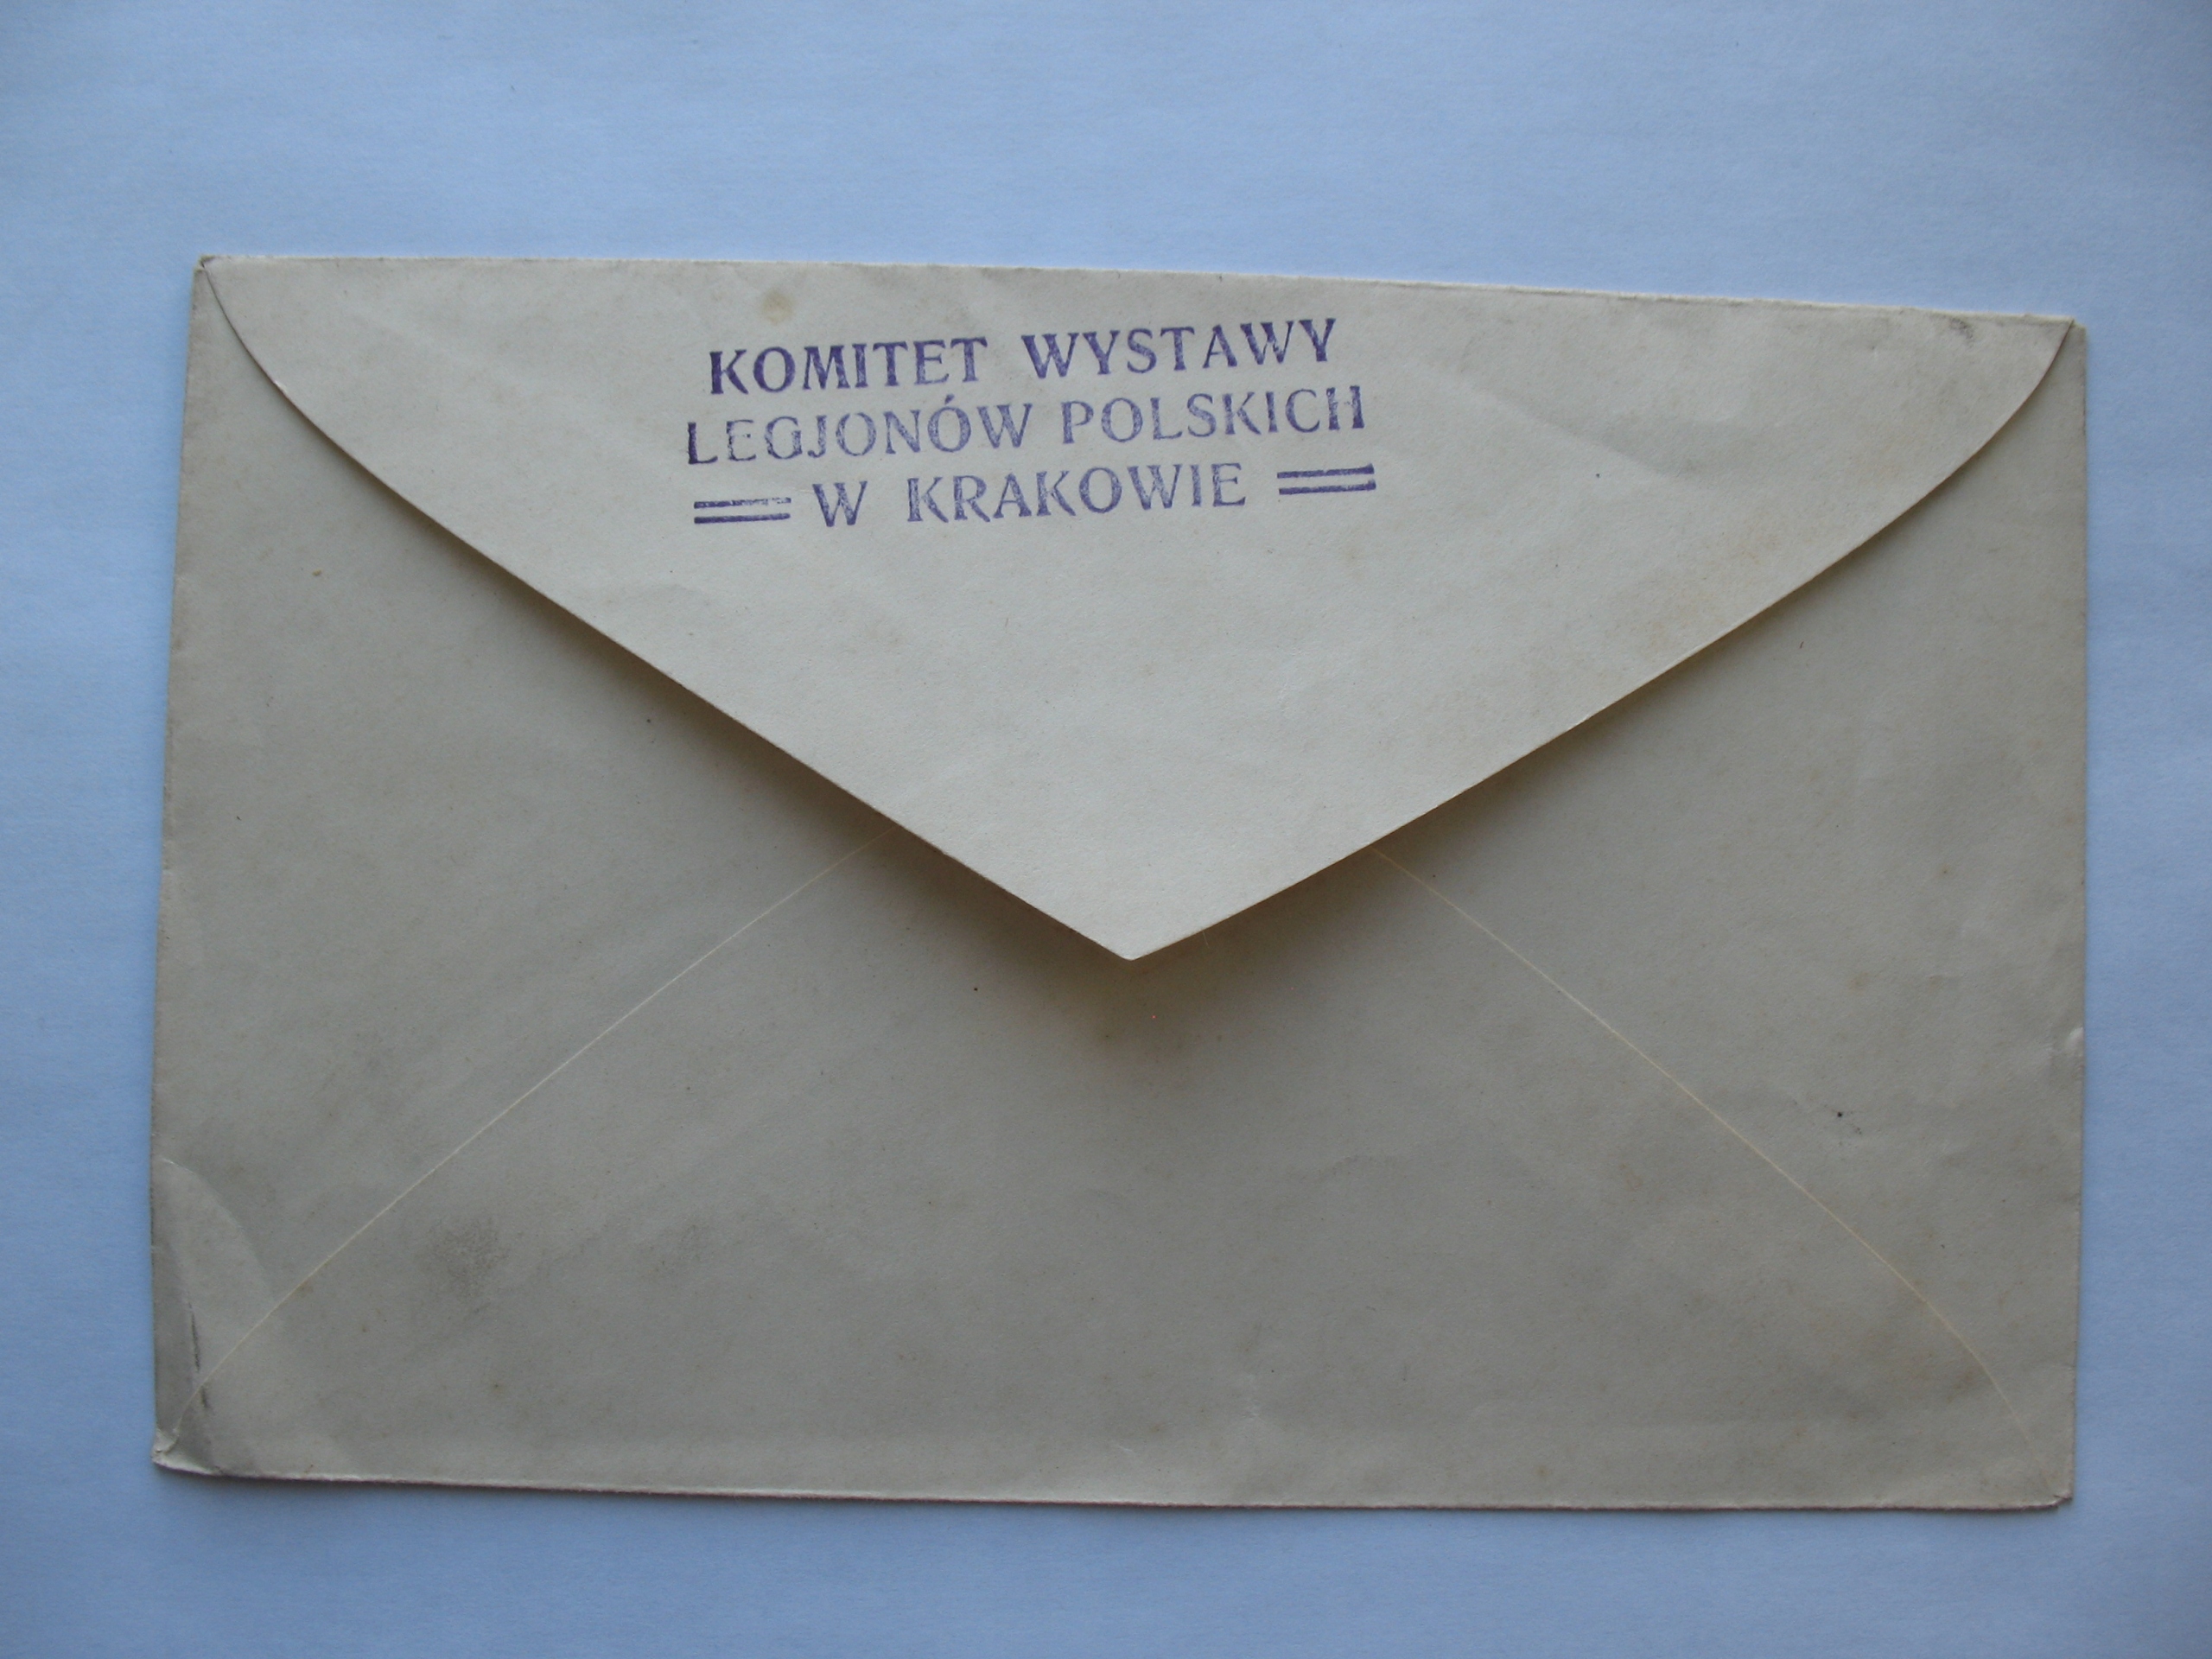 KOMITET WYSTAWY
LEGJONÓW POLSKICH
W KRAKOWIE